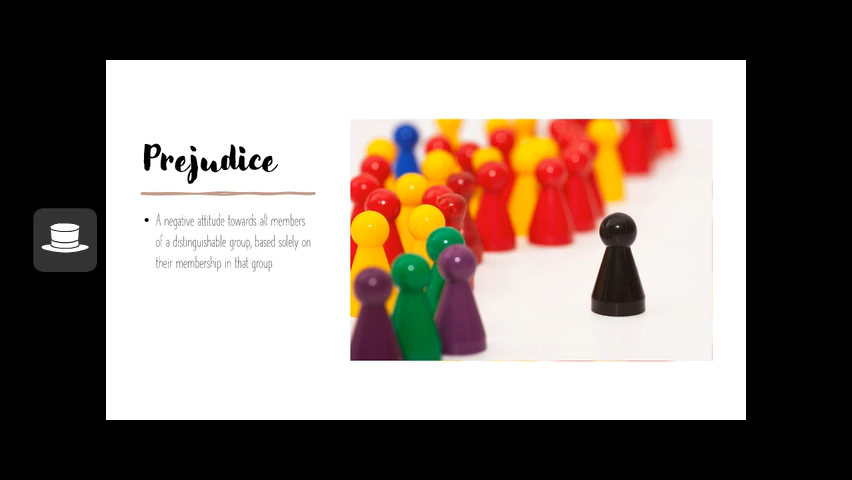 Prejudice
• A negative attitude towards all members
of a distinguishable group, based solely on
their membership in that group